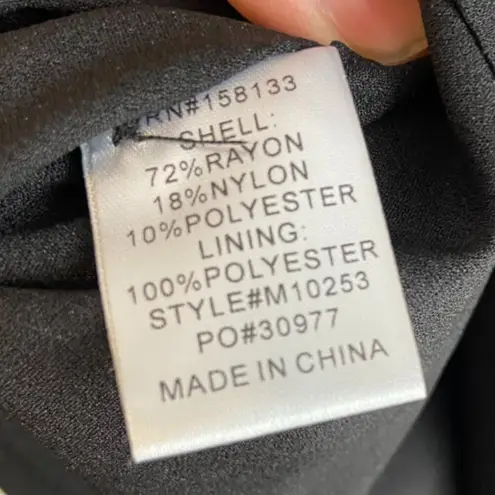 RN#158133
SHELL:
72%RAYON
18%NYLON
10%POLYESTER
LINING:
100%POLYESTER
STYLE#M10253
PO#30977
MADE IN CHINA